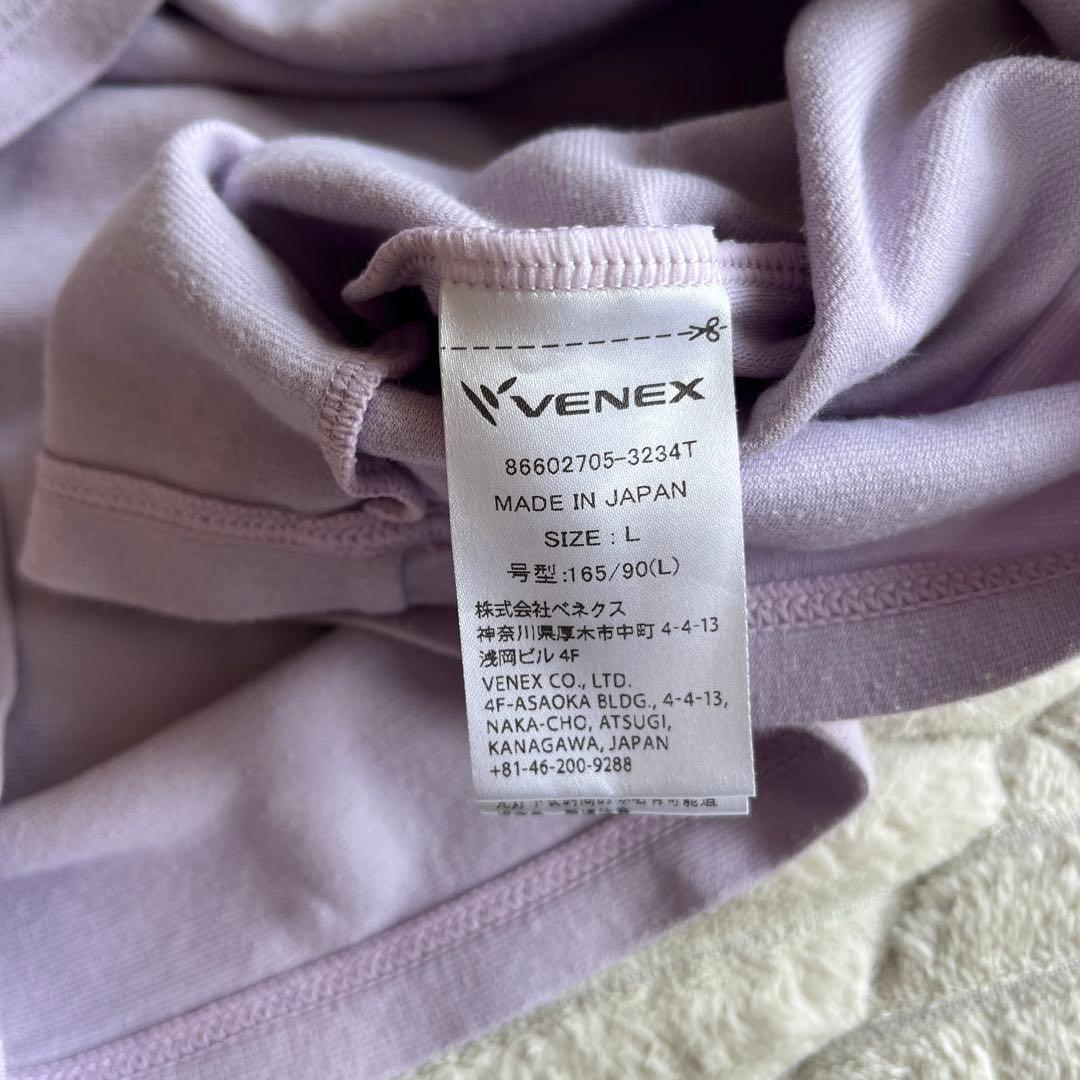 VENEX
86602705-3234T
MADE IN JAPAN
SIZE : L
号型:165/90(L)
株式会社ベネクス
神奈川県厚木市中町 4-4-13
浅岡ビル 4F
VENEX CO., LTD.
4F-ASAOKA BLDG., 4-4-13,
NAKA-CHO, ATSUGI,
KANAGAWA, JAPAN
+81-46-200-9288